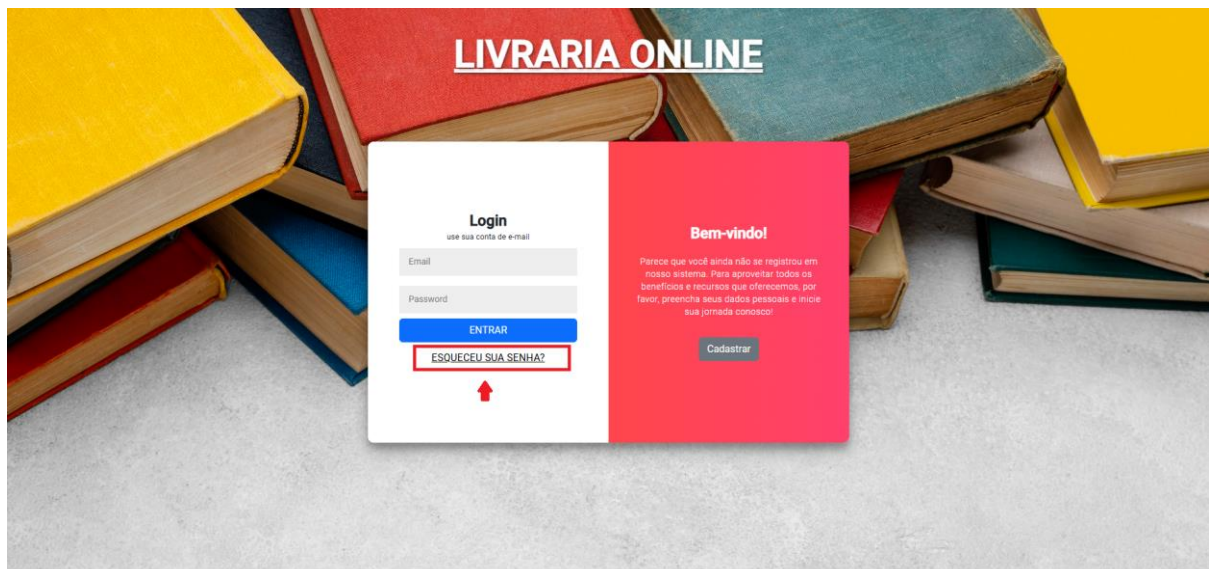 LIVRARIA ONLINE
Login
use sua conta de e-mail
Email
Password
ENTRAR
ESQUECEU SUA SENHA?
Bem-vindo!
Parece que você ainda não se registrou em
nosso sistema. Para aproveitar todos os
benefícios e recursos que oferecemos, por
favor, preencha seus dados pessoais e inicie
sua jornada conosco!
Cadastrar